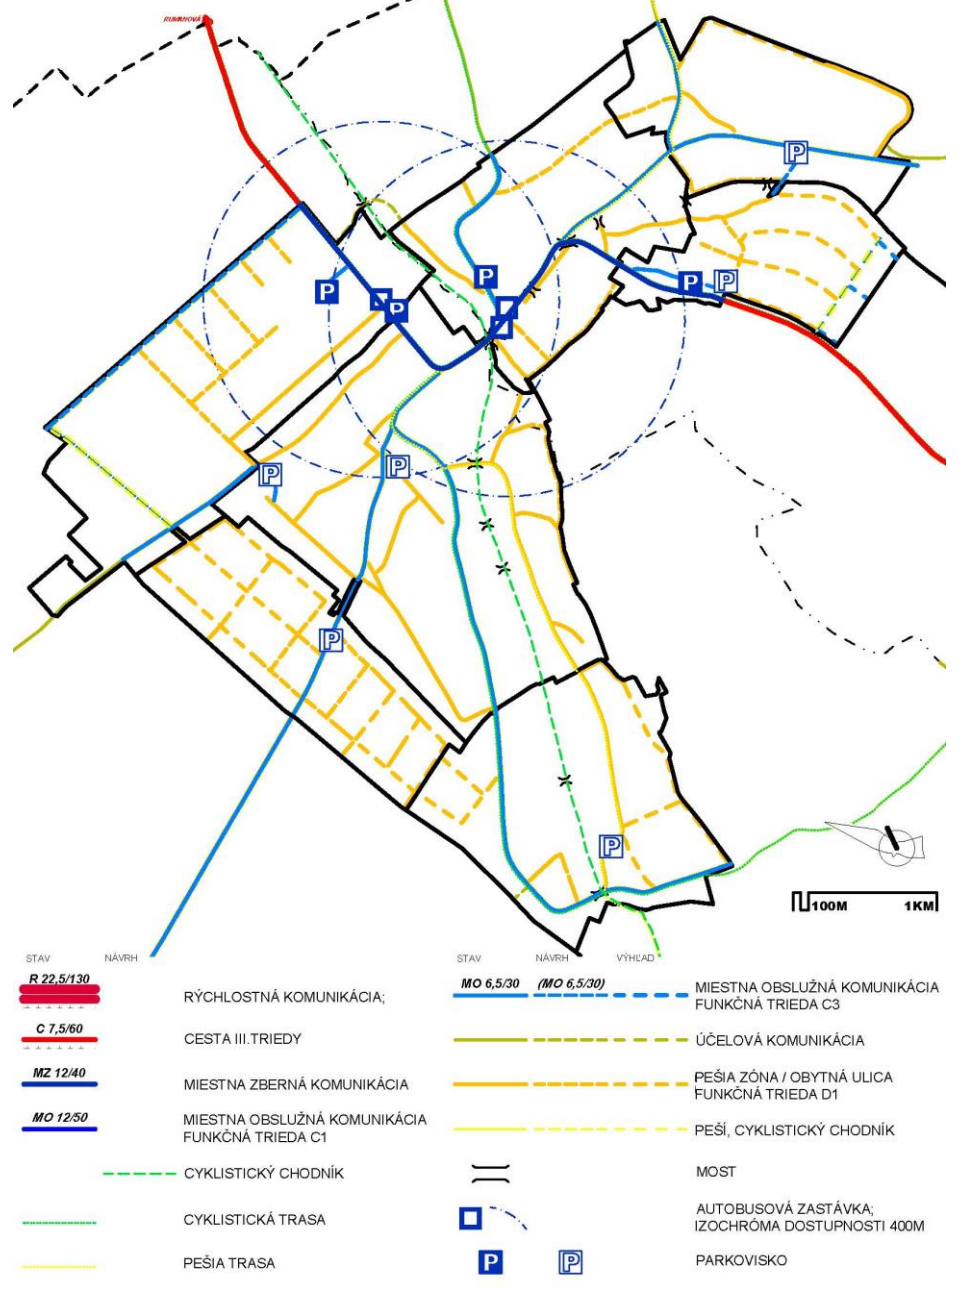 RUMANOVÁ
P
P
P
P
P
P
P
P
P
P
100M 1KM
STAV NÁVRH
R 22,5/130
RÝCHLOSTNÁ KOMUNIKÁCIA;
C 7,5/60
CESTA III.TRIEDY
MZ 12/40
MIESTNA ZBERNÁ KOMUNIKÁCIA
MO 12/50
MIESTNA OBSLUŽNÁ KOMUNIKÁCIA
FUNKČNÁ TRIEDA C1
CYKLISTICKÝ CHODNÍK
CYKLISTICKÁ TRASA
PEŠIA TRASA
STAV NÁVRH VÝHĽAD
MO 6,5/30 (MO 6,5/30)
MIESTNA OBSLUŽNÁ KOMUNIKÁCIA
FUNKČNÁ TRIEDA C3
ÚČELOVÁ KOMUNIKÁCIA
PEŠIA ZÓNA / OBYTNÁ ULICA
FUNKČNÁ TRIEDA D1
PEŠÍ, CYKLISTICKÝ CHODNÍK
MOST
AUTOBUSOVÁ ZASTÁVKA;
IZOCHRÓMA DOSTUPNOSTI 400M
P P PARKOVISKO